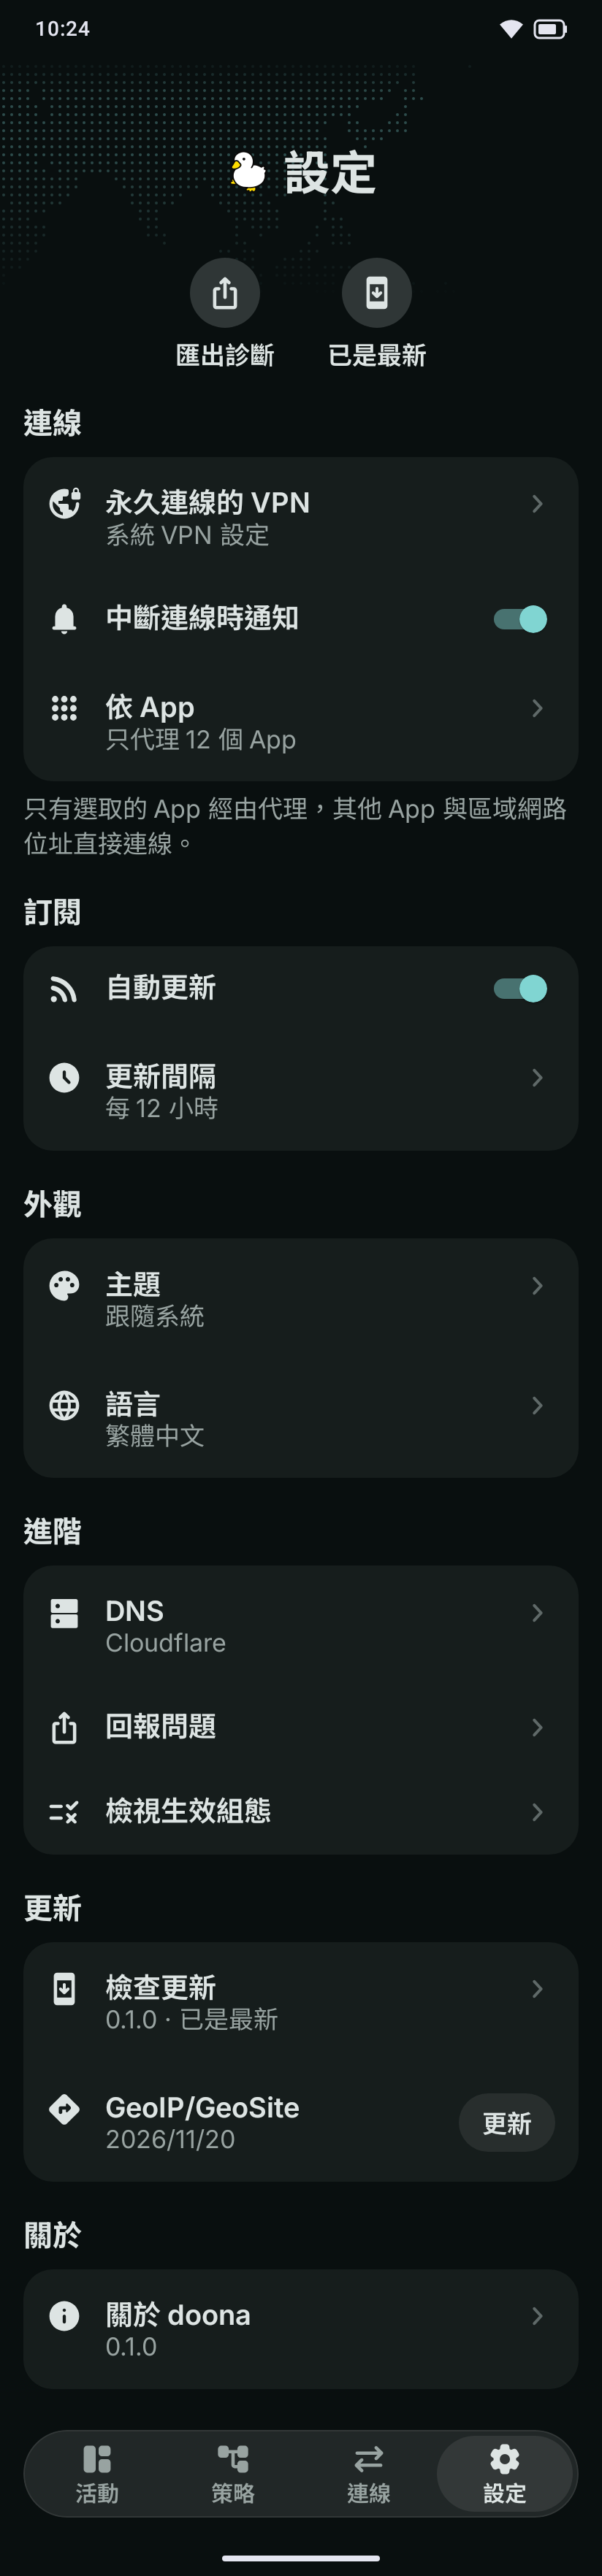 10:24
設定
匯出診斷
已是最新
連線
永久連線的 VPN
系統 VPN 設定
中斷連線時通知
依 App
只代理 12 個 App
只有選取的 App 經由代理，其他 App 與區域網路
位址直接連線。
訂閱
自動更新
更新間隔
每 12 小時
外觀
主題
跟隨系統
語言
繁體中文
進階
DNS
Cloudflare
回報問題
檢視生效組態
更新
檢查更新
0.1.0 · 已是最新
GeoIP/GeoSite
2026/11/20
更新
關於
關於 doona
0.1.0
活動
策略
連線
設定